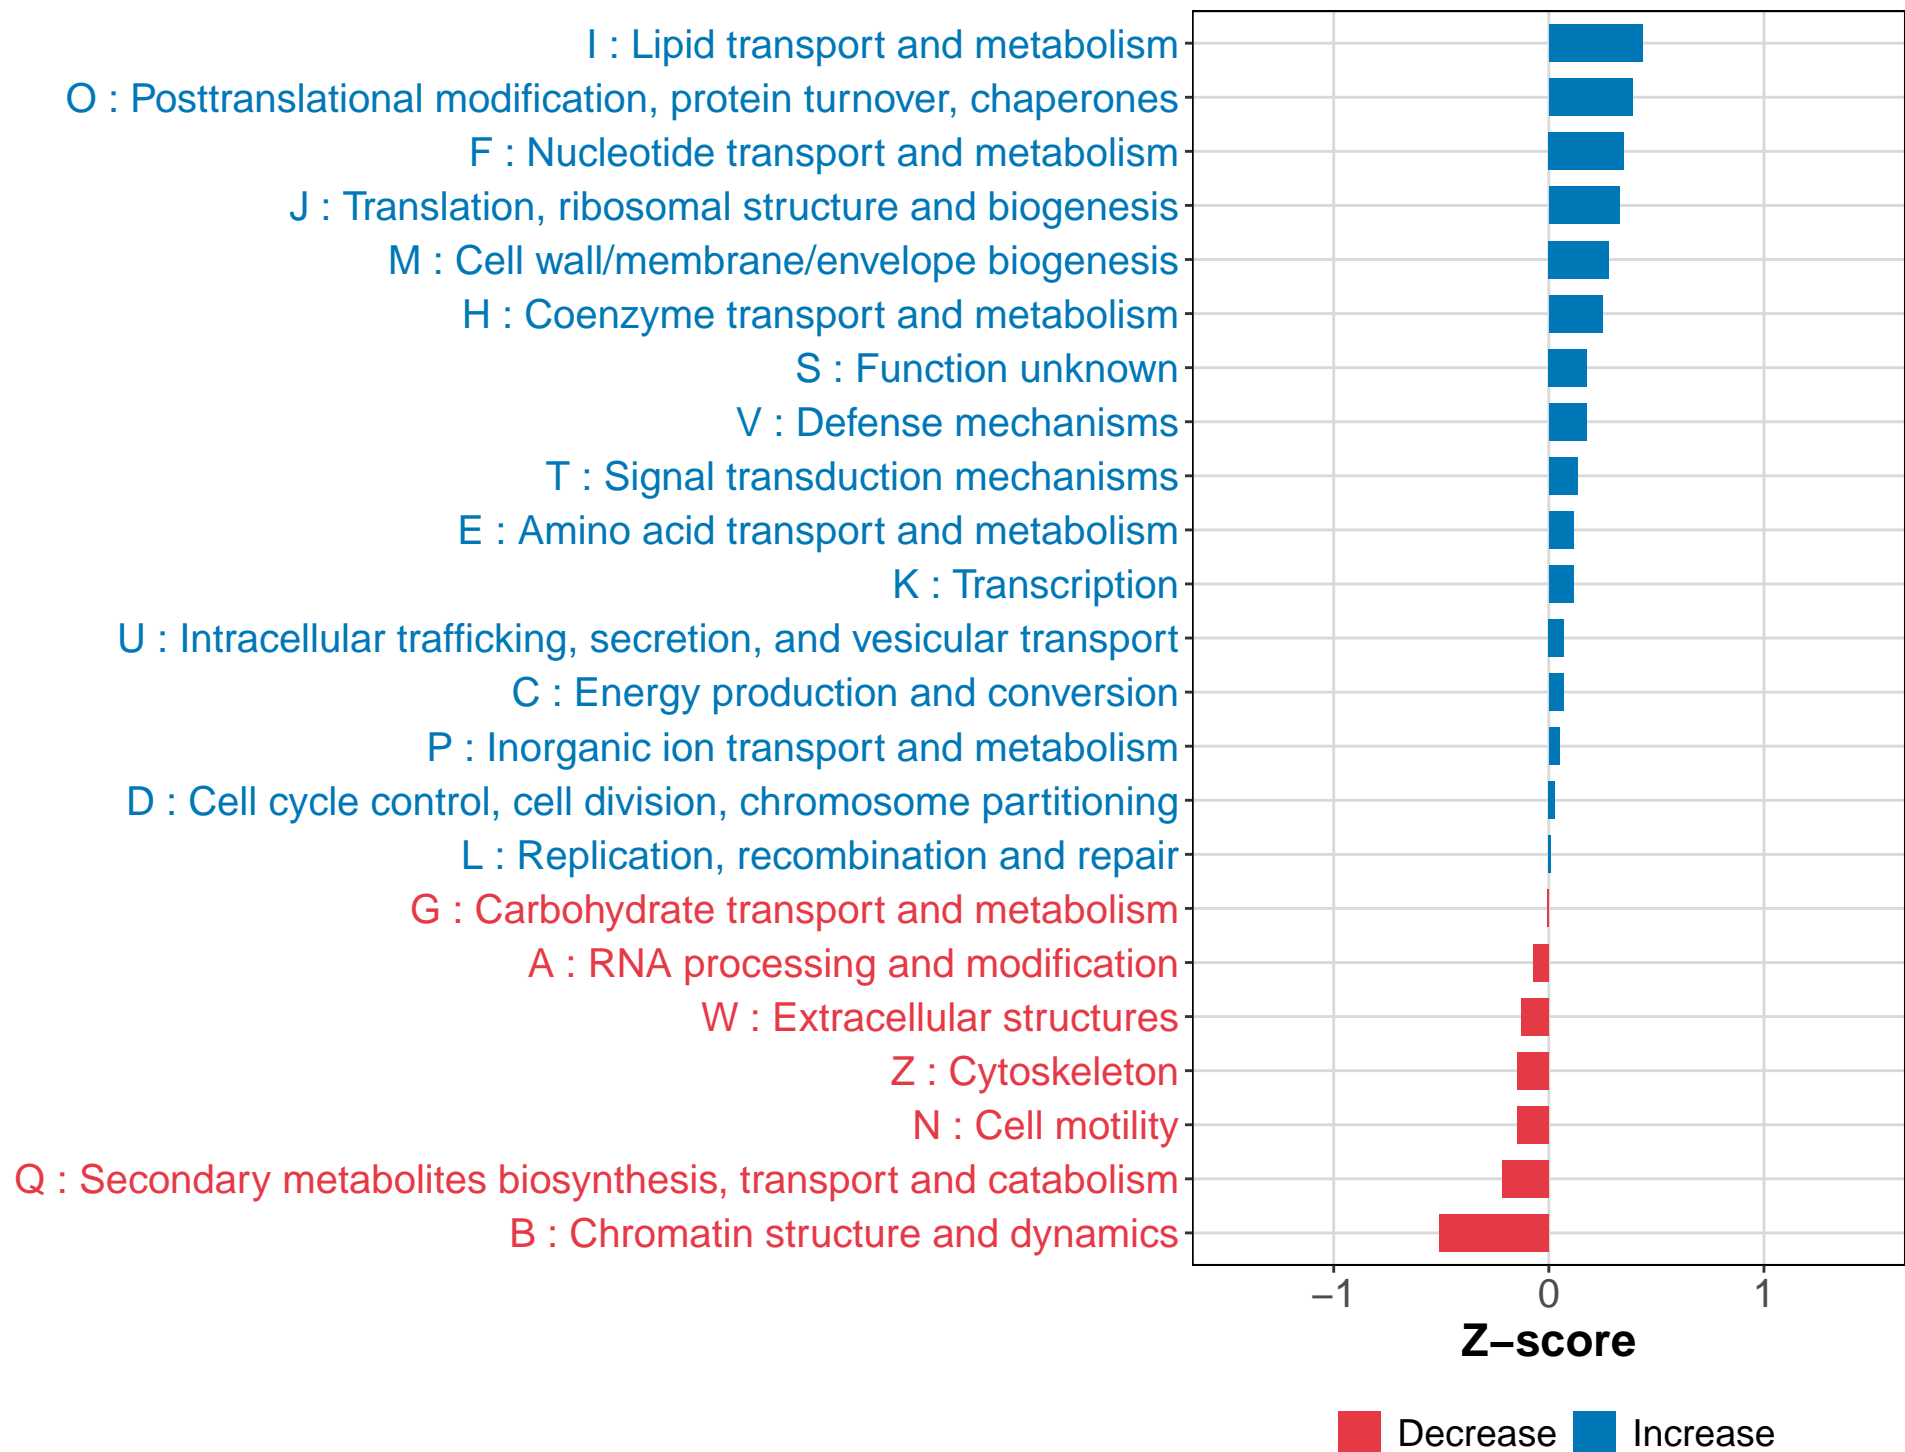 I : Lipid transport and metabolism
O : Posttranslational modification, protein turnover, chaperones
F : Nucleotide transport and metabolism
J : Translation, ribosomal structure and biogenesis
M : Cell wall/membrane/envelope biogenesis
H : Coenzyme transport and metabolism
S : Function unknown
V : Defense mechanisms
T : Signal transduction mechanisms
E : Amino acid transport and metabolism
K : Transcription
U : Intracellular trafficking, secretion, and vesicular transport
C : Energy production and conversion
P : Inorganic ion transport and metabolism
D : Cell cycle control, cell division, chromosome partitioning
L : Replication, recombination and repair
G : Carbohydrate transport and metabolism
A : RNA processing and modification
W : Extracellular structures
Z : Cytoskeleton
N : Cell motility
Q : Secondary metabolites biosynthesis, transport and catabolism
B : Chromatin structure and dynamics
−1 0 1
Z−score
Decrease Increase